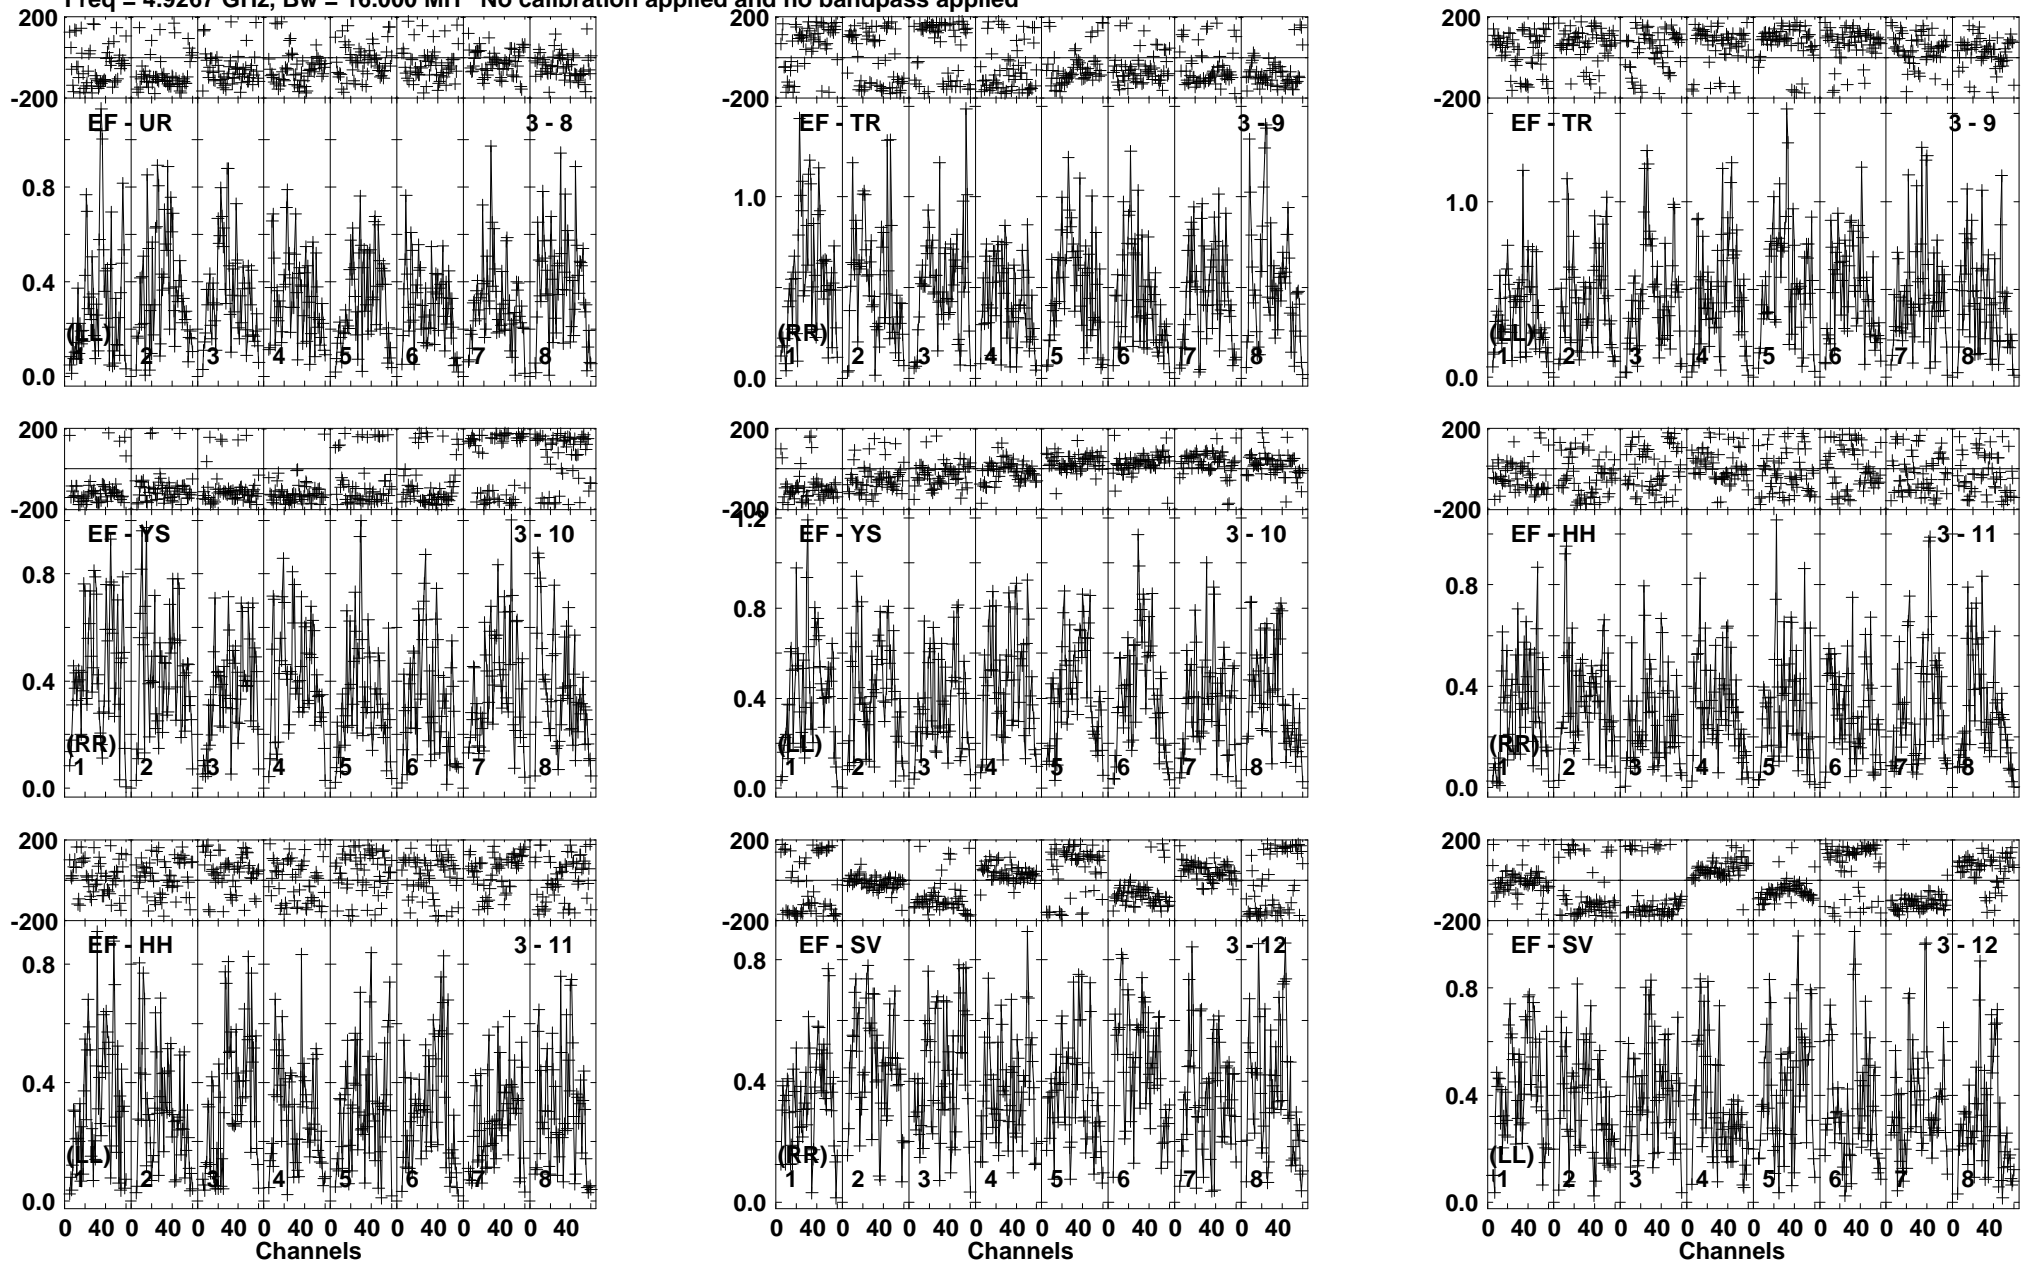 Freq = 4.9267 GHz, Bw = 16.000 MH No calibration applied and no bandpass applied
200 200 200
-200 -200 -200
EF - UR 3 - 8 EF - TR 3 - 9 EF - TR 3 - 9
0.8 1.0 1.0
0.4
(LL) (RR) (LL)
1 2 3 4 5 6 7 8 1 2 3 4 5 6 7 8 1 2 3 4 5 6 7 8
0.0 0.0 0.0
200 200 200
-200 -200 -200
1.2
EF - YS 3 - 10 EF - YS 3 - 10 EF - HH 3 - 11
0.8 0.8 0.8
0.4 0.4 0.4
(RR) (LL) (RR)
1 2 3 4 5 6 7 8 1 2 3 4 5 6 7 8 1 2 3 4 5 6 7 8
0.0 0.0 0.0
200 200 200
-200 -200 -200
EF - HH 3 - 11 EF - SV 3 - 12 EF - SV 3 - 12
0.8 0.8 0.8
0.4 0.4 0.4
(LL) (RR) (LL)
1 2 3 4 5 6 7 8 1 2 3 4 5 6 7 8 1 2 3 4 5 6 7 8
0.0 0.0 0.0
0 40 0 40 0 40 0 40 0 40 0 40 0 40 0 40 0 40 0 40 0 40 0 40 0 40 0 40 0 40 0 40 0 40 0 40 0 40 0 40 0 40 0 40 0 40 0 40
Channels Channels